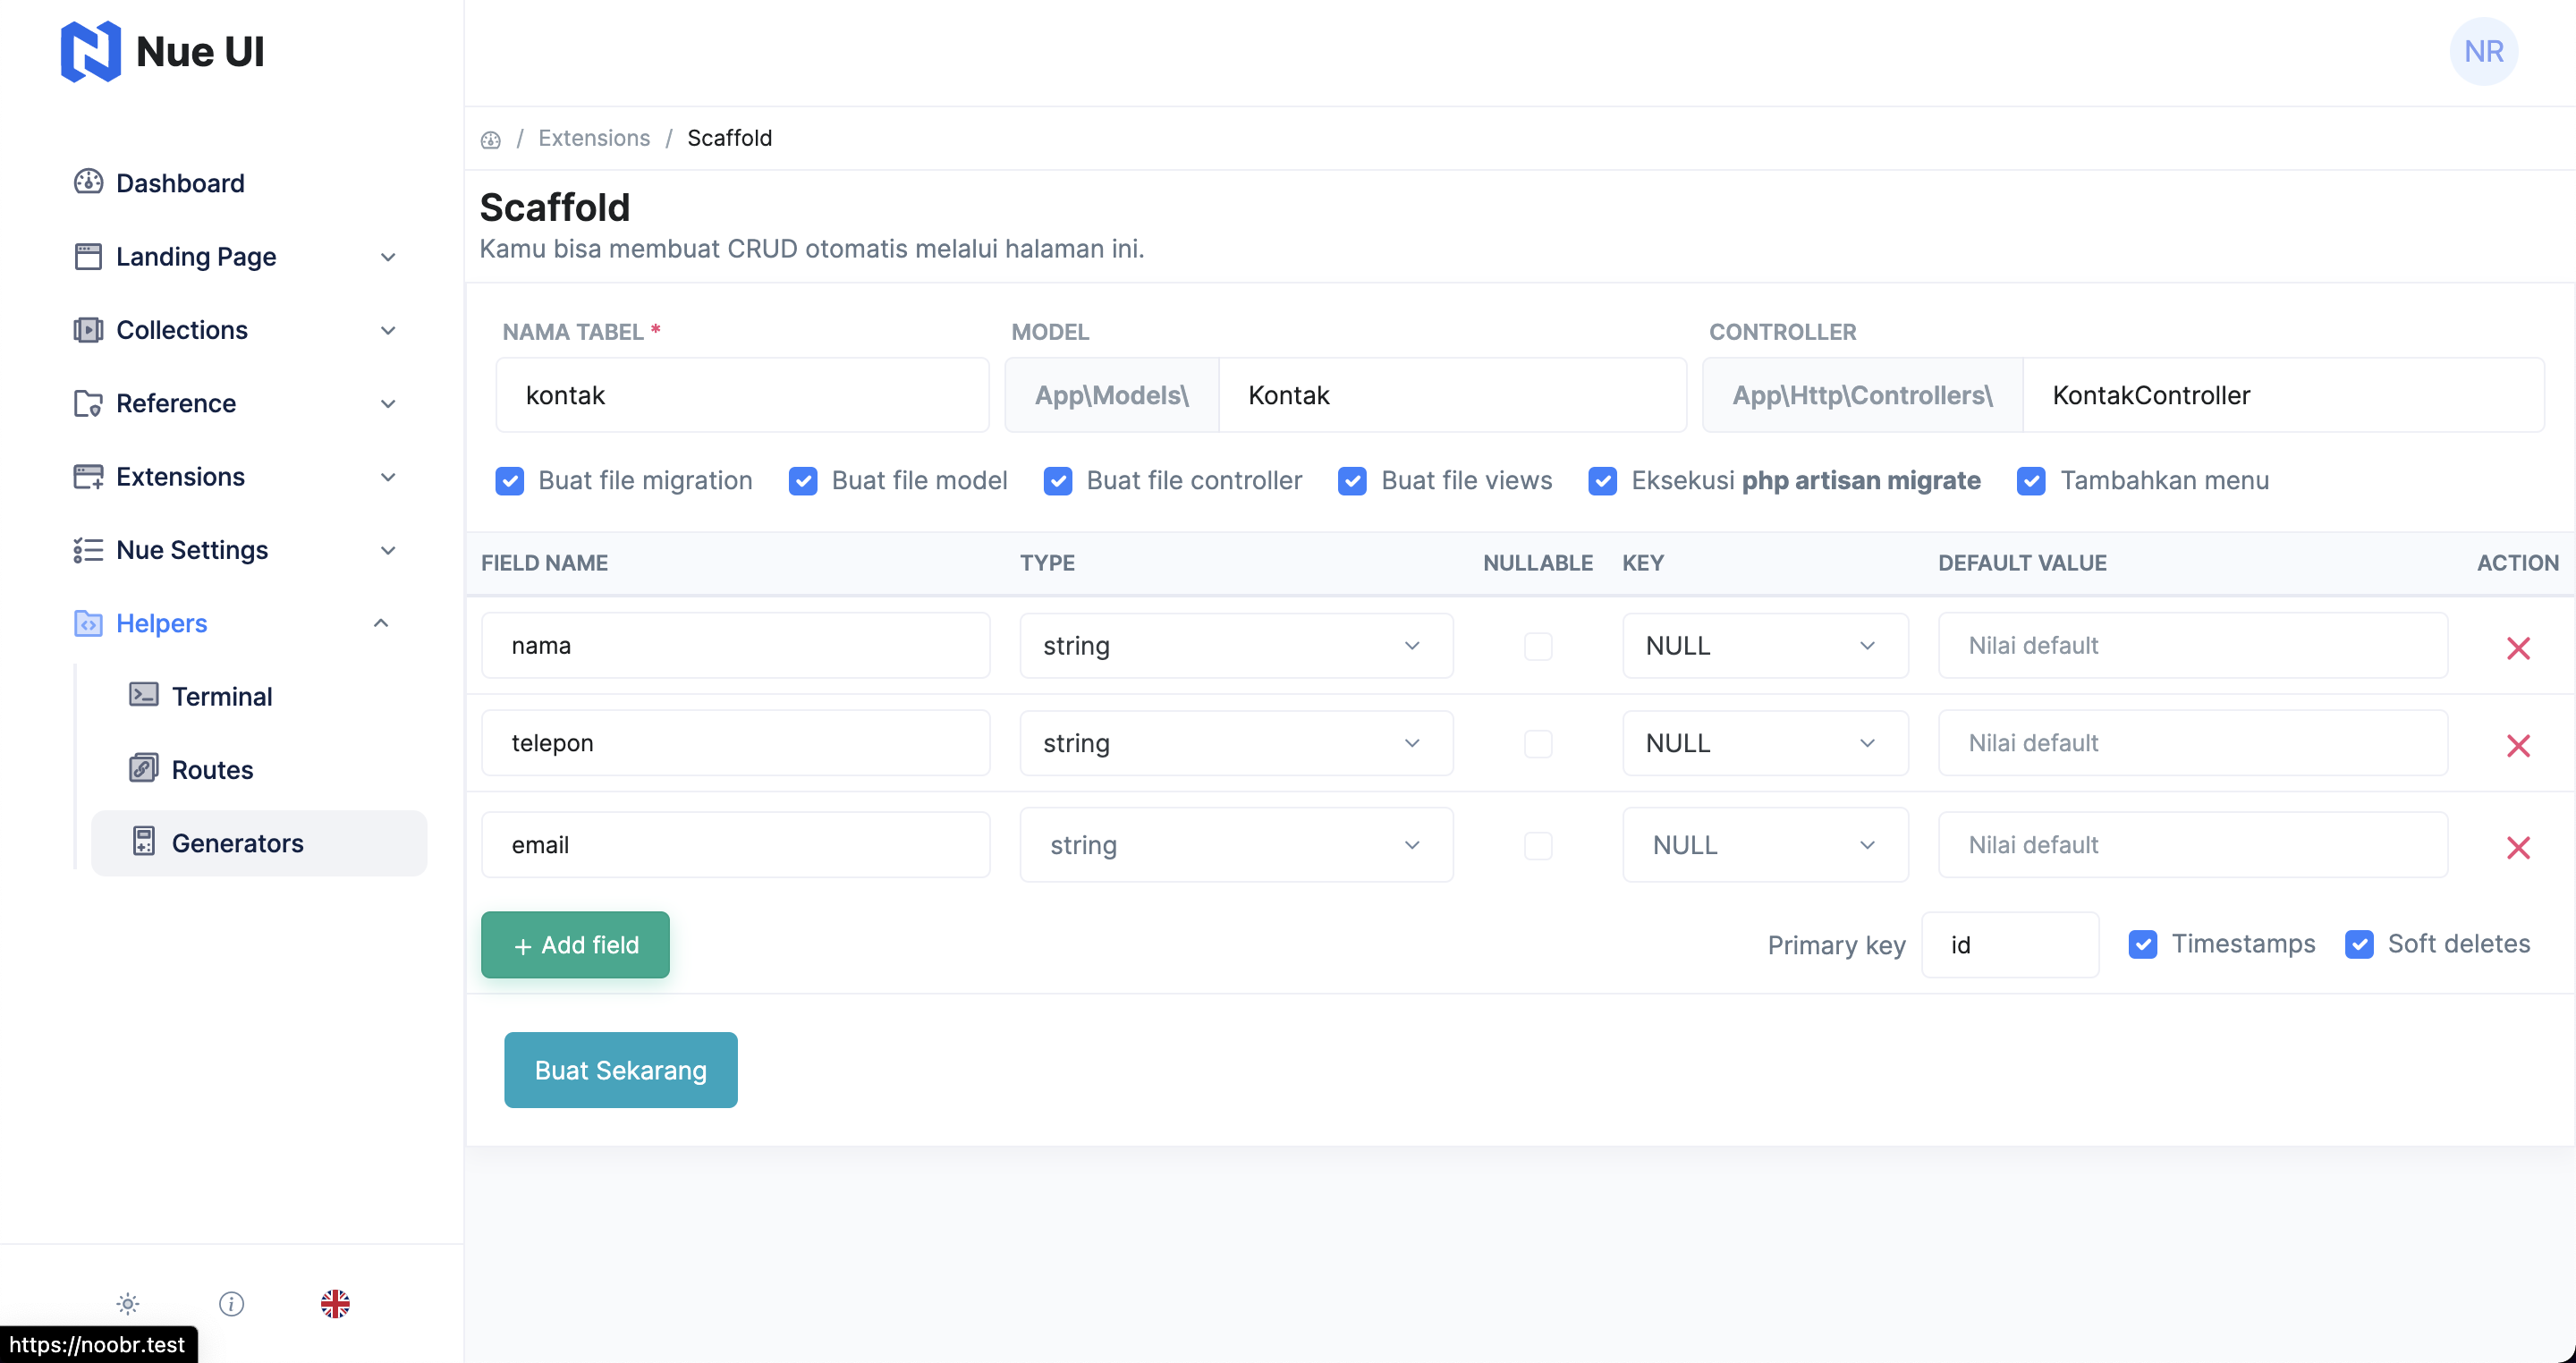 Nue UI
NR
Dashboard
Landing Page
Collections
Reference
Extensions
Nue Settings
Helpers
Terminal
Routes
Generators
https://noobr.test
/ Extensions / Scaffold
Scaffold
Kamu bisa membuat CRUD otomatis melalui halaman ini.
NAMA TABEL * MODEL CONTROLLER
kontak App\Models\ Kontak App\Http\Controllers\ KontakController
Buat file migration Buat file model Buat file controller Buat file views Eksekusi php artisan migrate Tambahkan menu
FIELD NAME TYPE NULLABLE KEY DEFAULT VALUE ACTION
nama string NULL Nilai default
telepon string NULL Nilai default
email string NULL Nilai default
+ Add field Primary key id Timestamps Soft deletes
Buat Sekarang